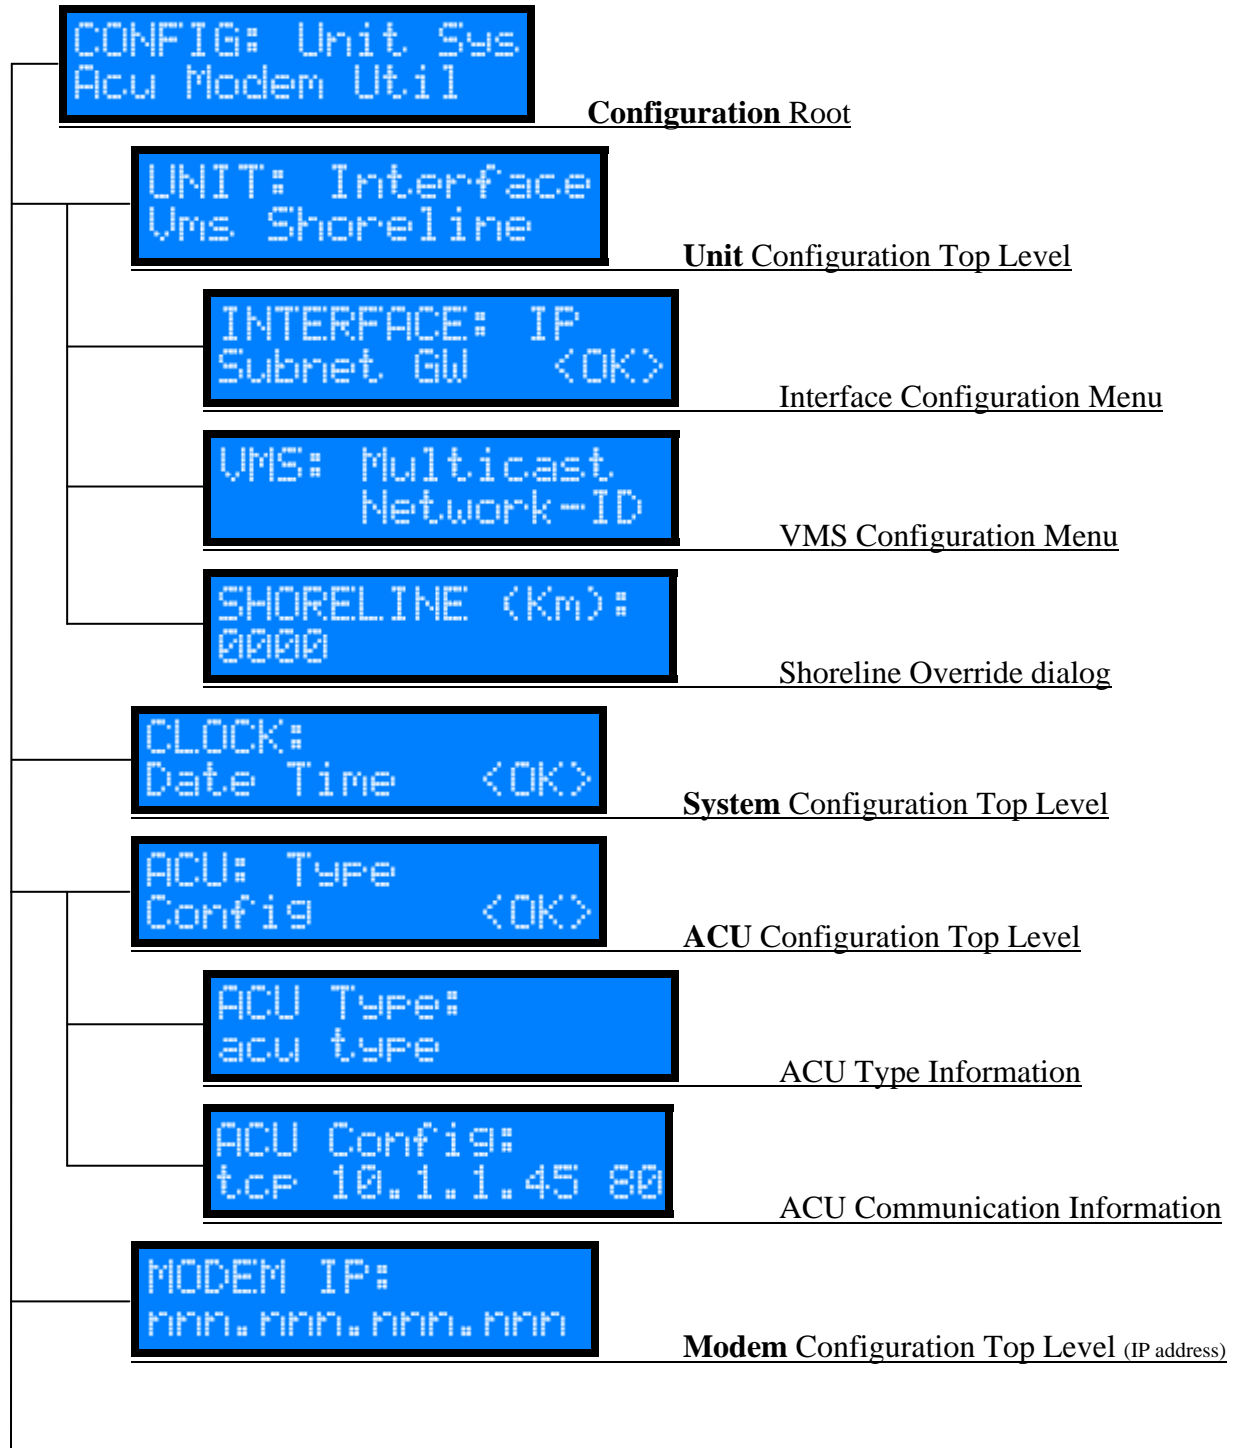 CONFIG: Unit Sys
Acu Modem Util
Configuration Root
UNIT: Interface
Vms Shoreline
Unit Configuration Top Level
INTERFACE: IP
Subnet GW <OK>
Interface Configuration Menu
VMS: Multicast
Network-ID
VMS Configuration Menu
SHORELINE (Km):
0000
Shoreline Override dialog
CLOCK:
Date Time <OK>
System Configuration Top Level
ACU: Type
Config <OK>
ACU Configuration Top Level
ACU Type:
acu type
ACU Type Information
ACU Config:
tcp 10.1.1.45 80
ACU Communication Information
MODEM IP:
nnn.nnn.nnn.nnn
Modem Configuration Top Level (IP address)